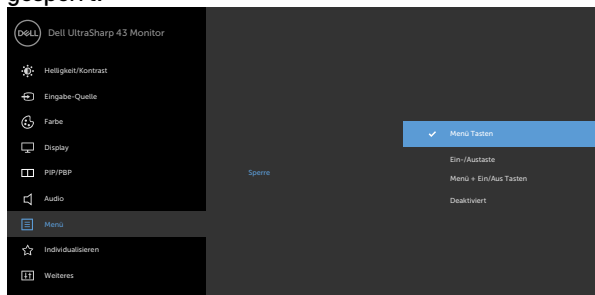 gesperrt.
DELL Dell UltraSharp 43 Monitor
Helligkeit/Kontrast
Eingabe-Quelle
Farbe
Menü Tasten
Display
Ein-/Austaste
PIP/PBP
Sperre
Menü + Ein/Aus Tasten
Audio
Deaktiviert
Menü
Individualisieren
Weiteres